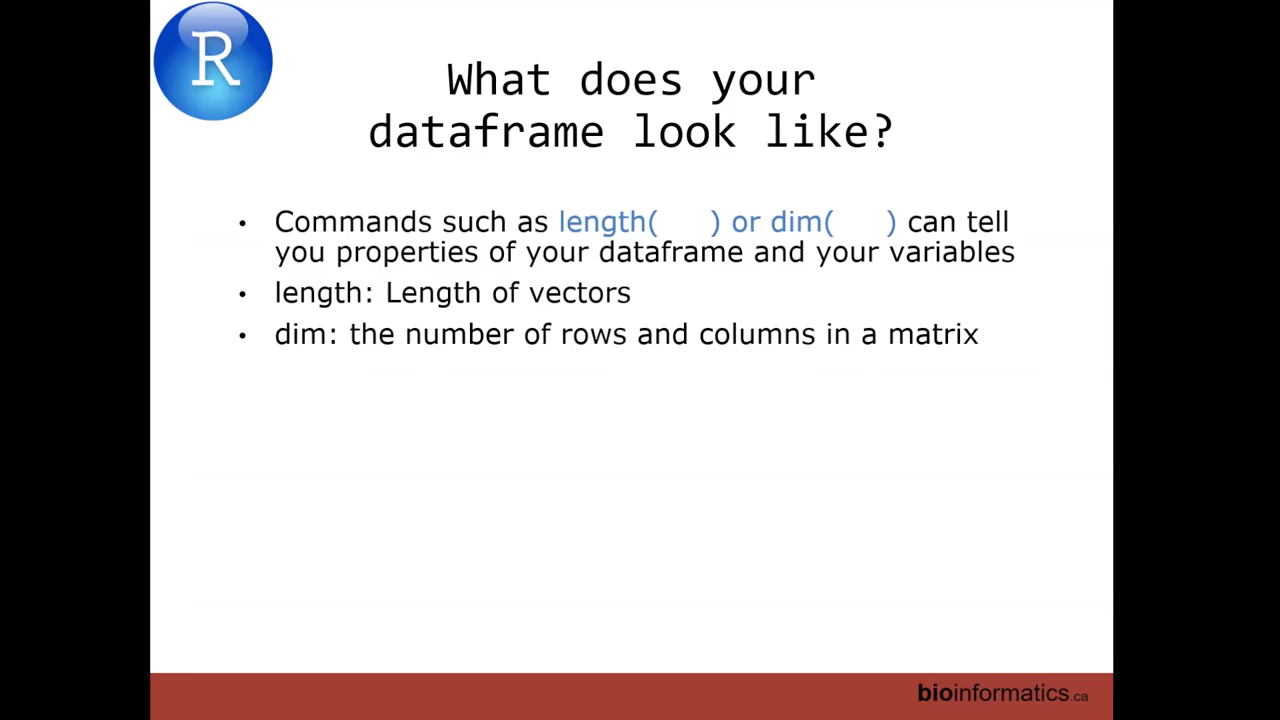 R
What does your
dataframe look like?
• Commands such as length(    ) or dim(    ) can tell
you properties of your dataframe and your variables
• length: Length of vectors
• dim: the number of rows and columns in a matrix
bioinformatics.ca